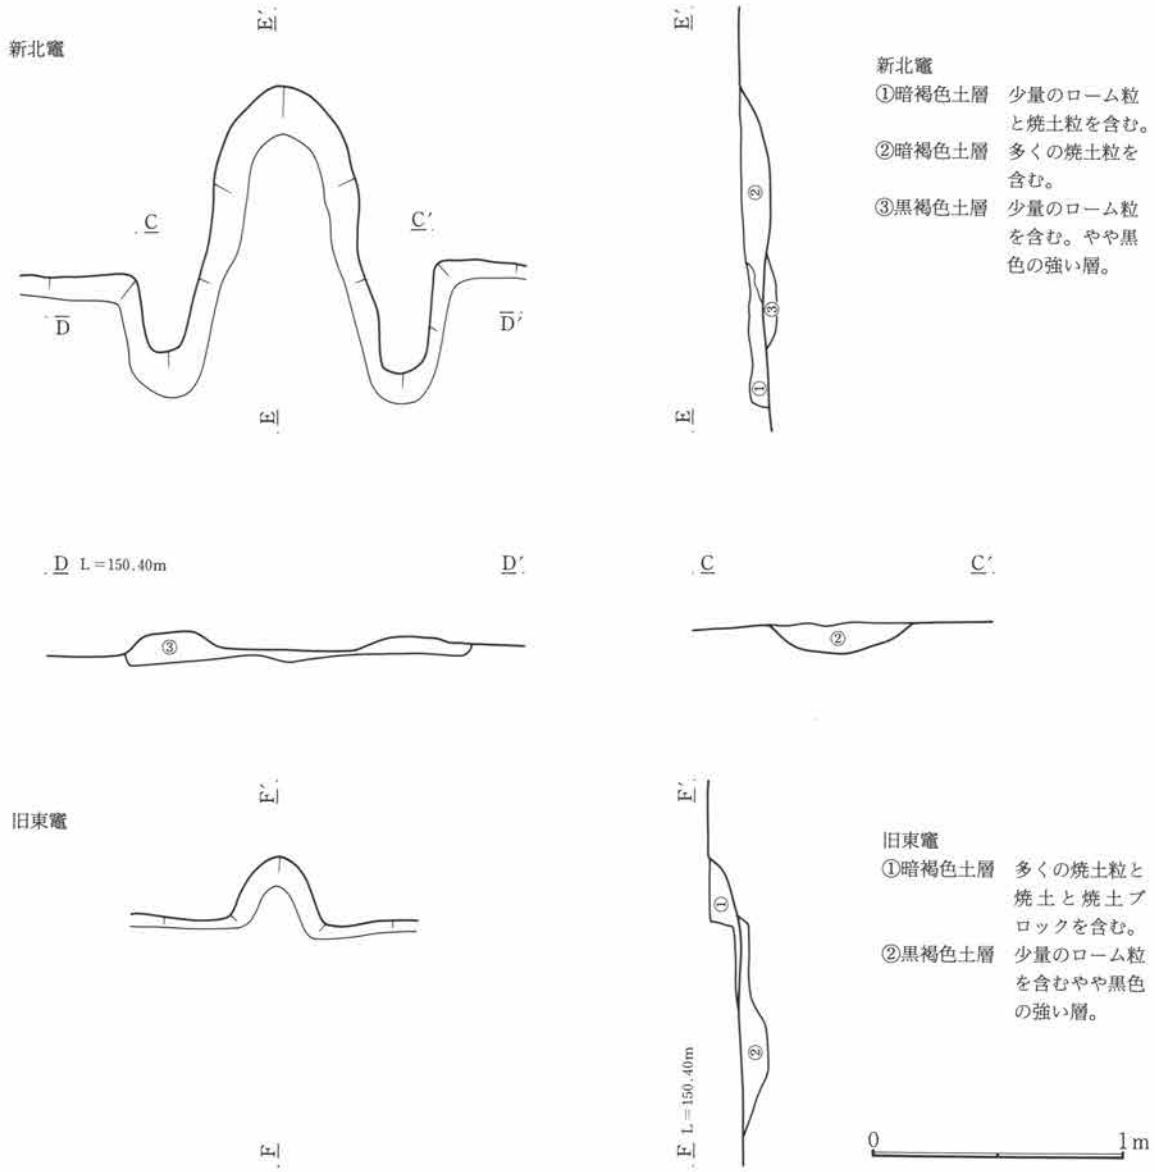 新北竈
E′
C
C′
D
D′
E
E′
②
③
①
E
新北竈
①暗褐色土層 少量のローム粒
と焼土粒を含む。
②暗褐色土層 多くの焼土粒を
含む。
③黒褐色土層 少量のローム粒
を含む。やや黒
色の強い層。
D L=150.40m
D′
③
C
C′
②
旧東竈
F′
F
F′
①
②
F L=150.40m
旧東竈
①暗褐色土層 多くの焼土粒と
焼土と焼土ブ
ロックを含む。
②黒褐色土層 少量のローム粒
を含むやや黒色
の強い層。
0 1m